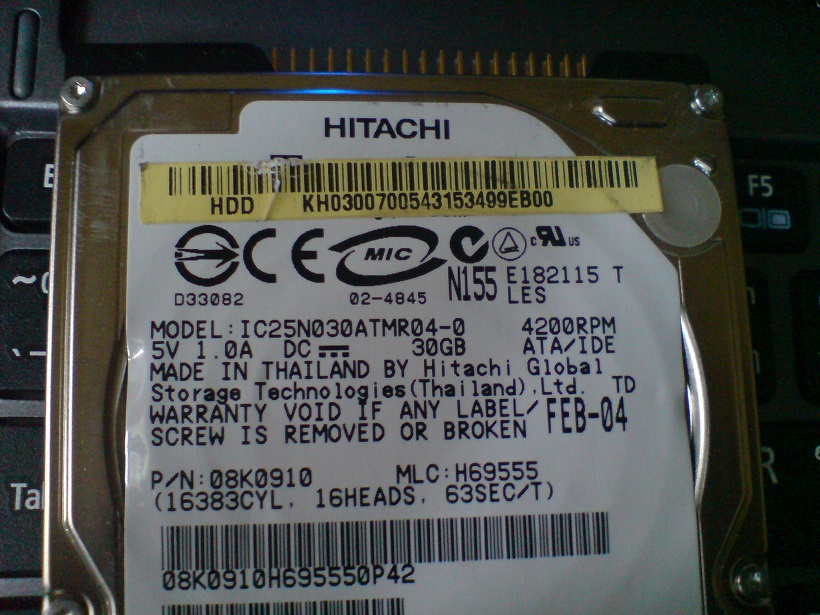 HITACHI
HDD KH0300700543153499EB00
MIC
c UR US
D33082 02-4845 N155 E182115 T
LES
MODEL:IC25N030ATMR04-0 4200RPM
5V 1.0A DC 30GB ATA/IDE
MADE IN THAILAND BY Hitachi Global
Storage Technologies(Thailand),Ltd. TD
WARRANTY VOID IF ANY LABEL/ FEB-04
SCREW IS REMOVED OR BROKEN
P/N:08K0910 MLC:H69555
(16383CYL, 16HEADS, 63SEC/T)
08K0910H695550P42
F5